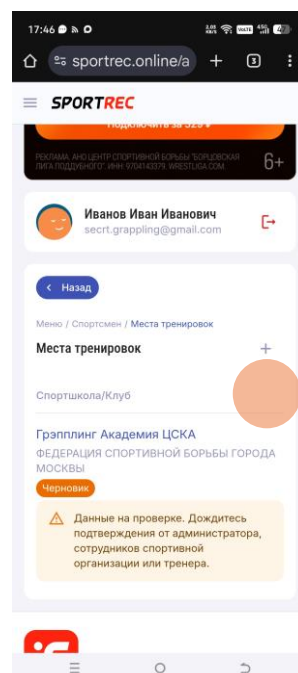 17:46
sportrec.online/a
3
SPORTREC
Подключить за 329 ₽
РЕКЛАМА. АНО ЦЕНТР СПОРТИВНОЙ БОРЬБЫ "БОРЦОВСКАЯ
ЛИГА ПОДДУБНОГО". ИНН 9704143379. WRESTLIGA.COM
6+
Иванов Иван Иванович
secrt.grappling@gmail.com
Назад
Меню / Спортсмен / Места тренировок
Места тренировок
Спортшкола/Клуб
Грэпплинг Академия ЦСКА
ФЕДЕРАЦИЯ СПОРТИВНОЙ БОРЬБЫ ГОРОДА
МОСКВЫ
Черновик
Данные на проверке. Дождитесь
подтверждения от администратора,
сотрудников спортивной
организации или тренера.